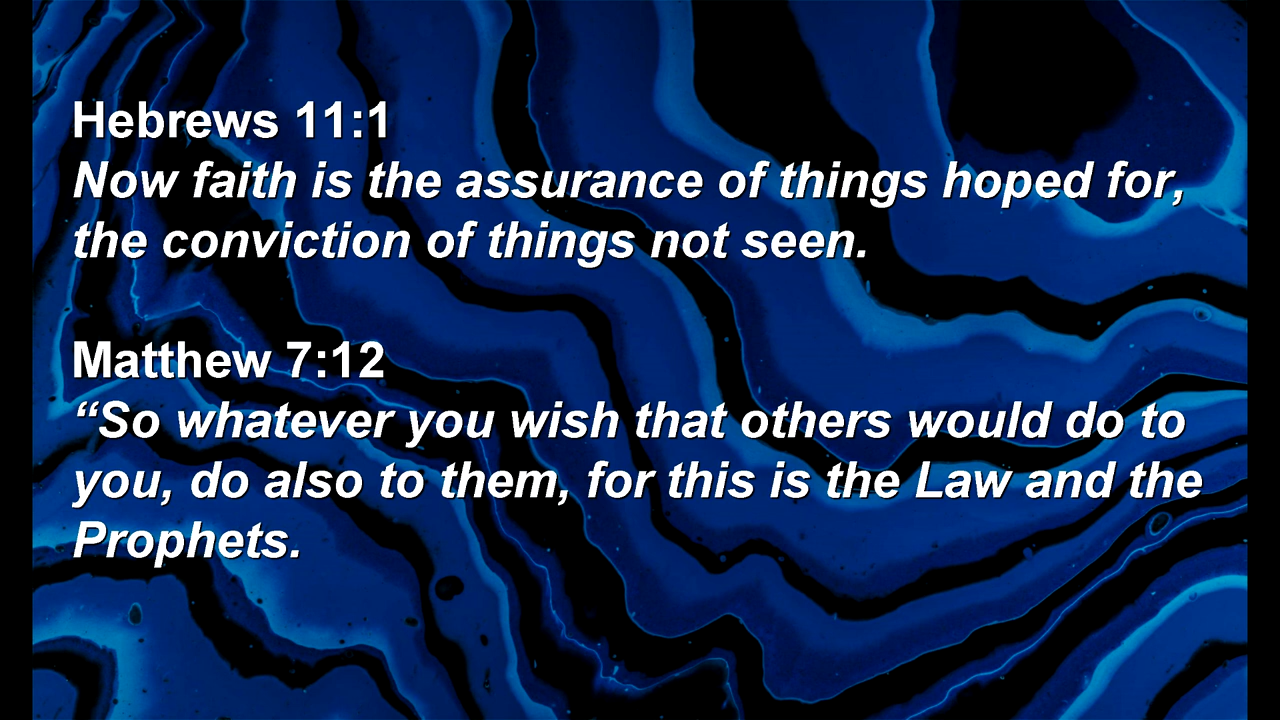 Hebrews 11:1
Now faith is the assurance of things hoped for,
the conviction of things not seen.
Matthew 7:12
“So whatever you wish that others would do to
you, do also to them, for this is the Law and the
Prophets.